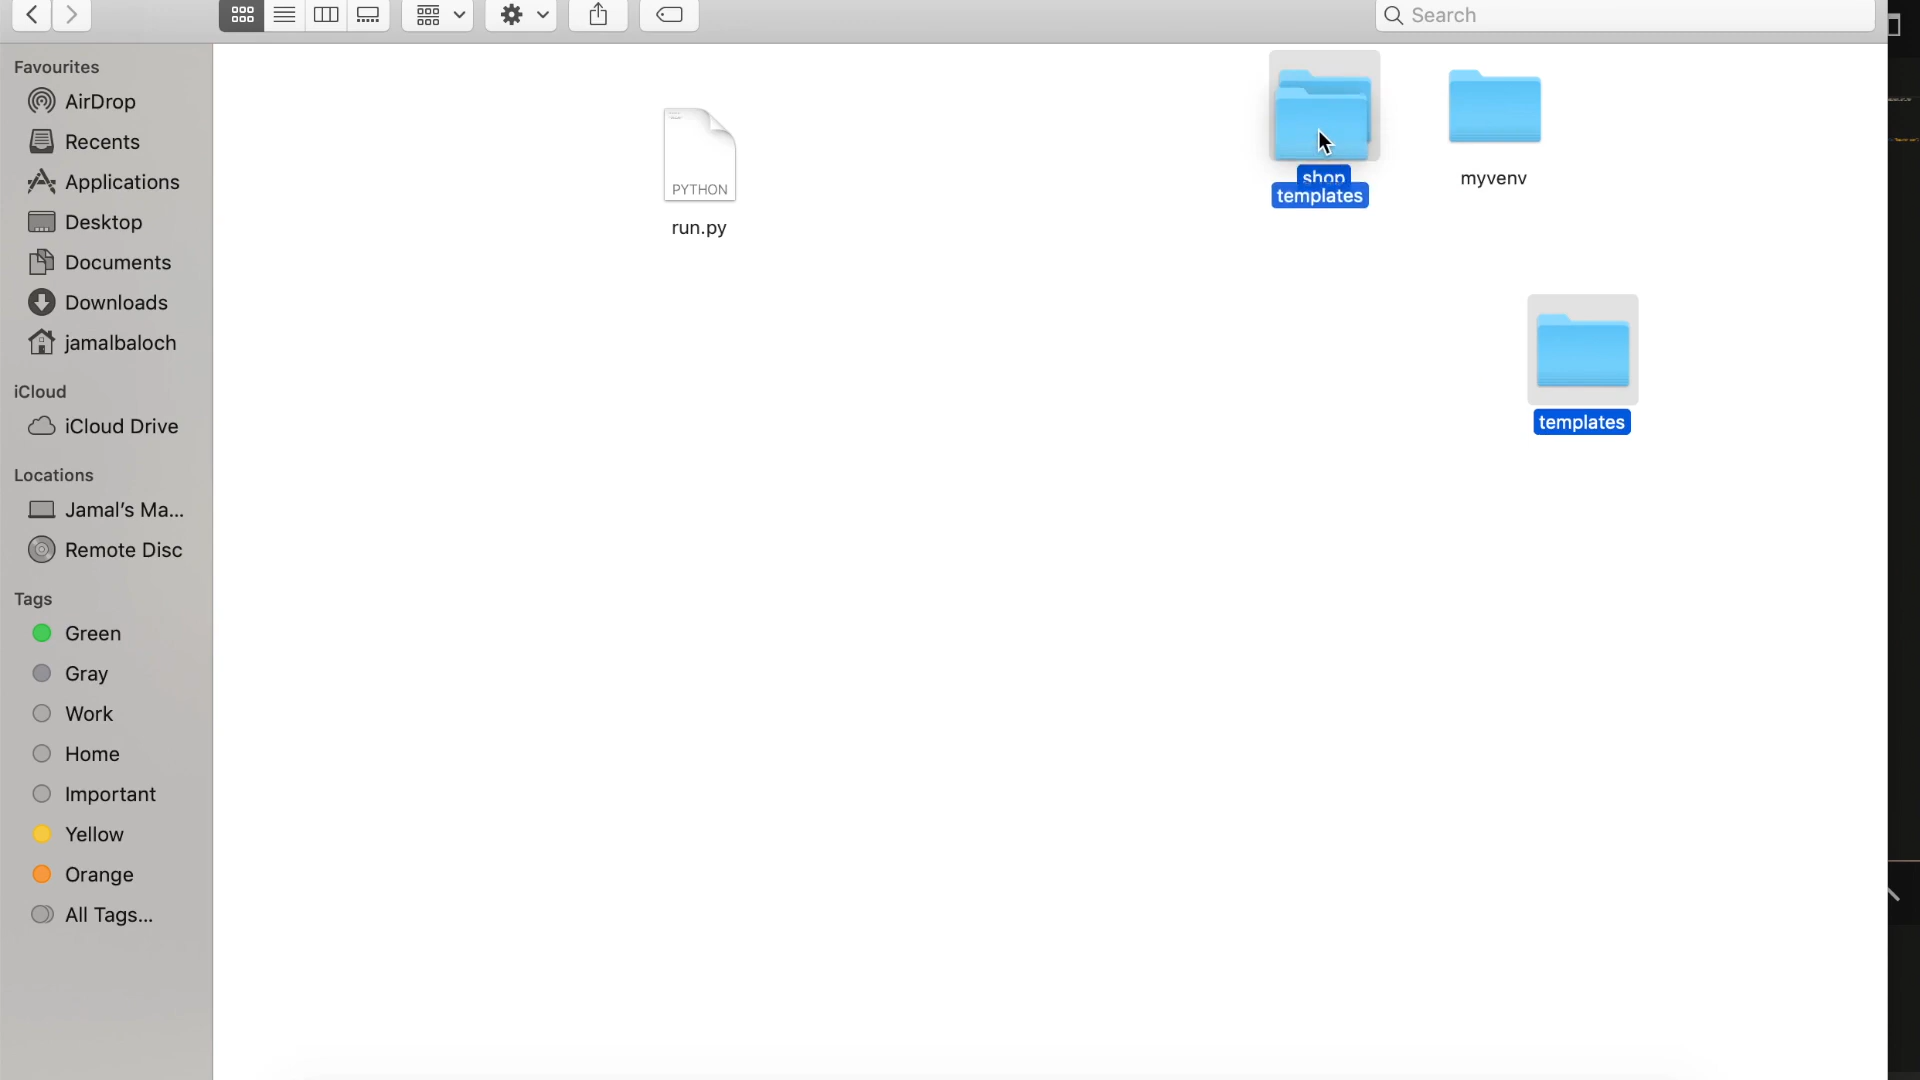 Search
Favourites
AirDrop
Recents
Applications
Desktop
Documents
Downloads
jamalbaloch
iCloud
iCloud Drive
Locations
Jamal's Ma...
Remote Disc
Tags
Green
Gray
Work
Home
Important
Yellow
Orange
All Tags...
PYTHON
run.py
shop
templates
myvenv
templates